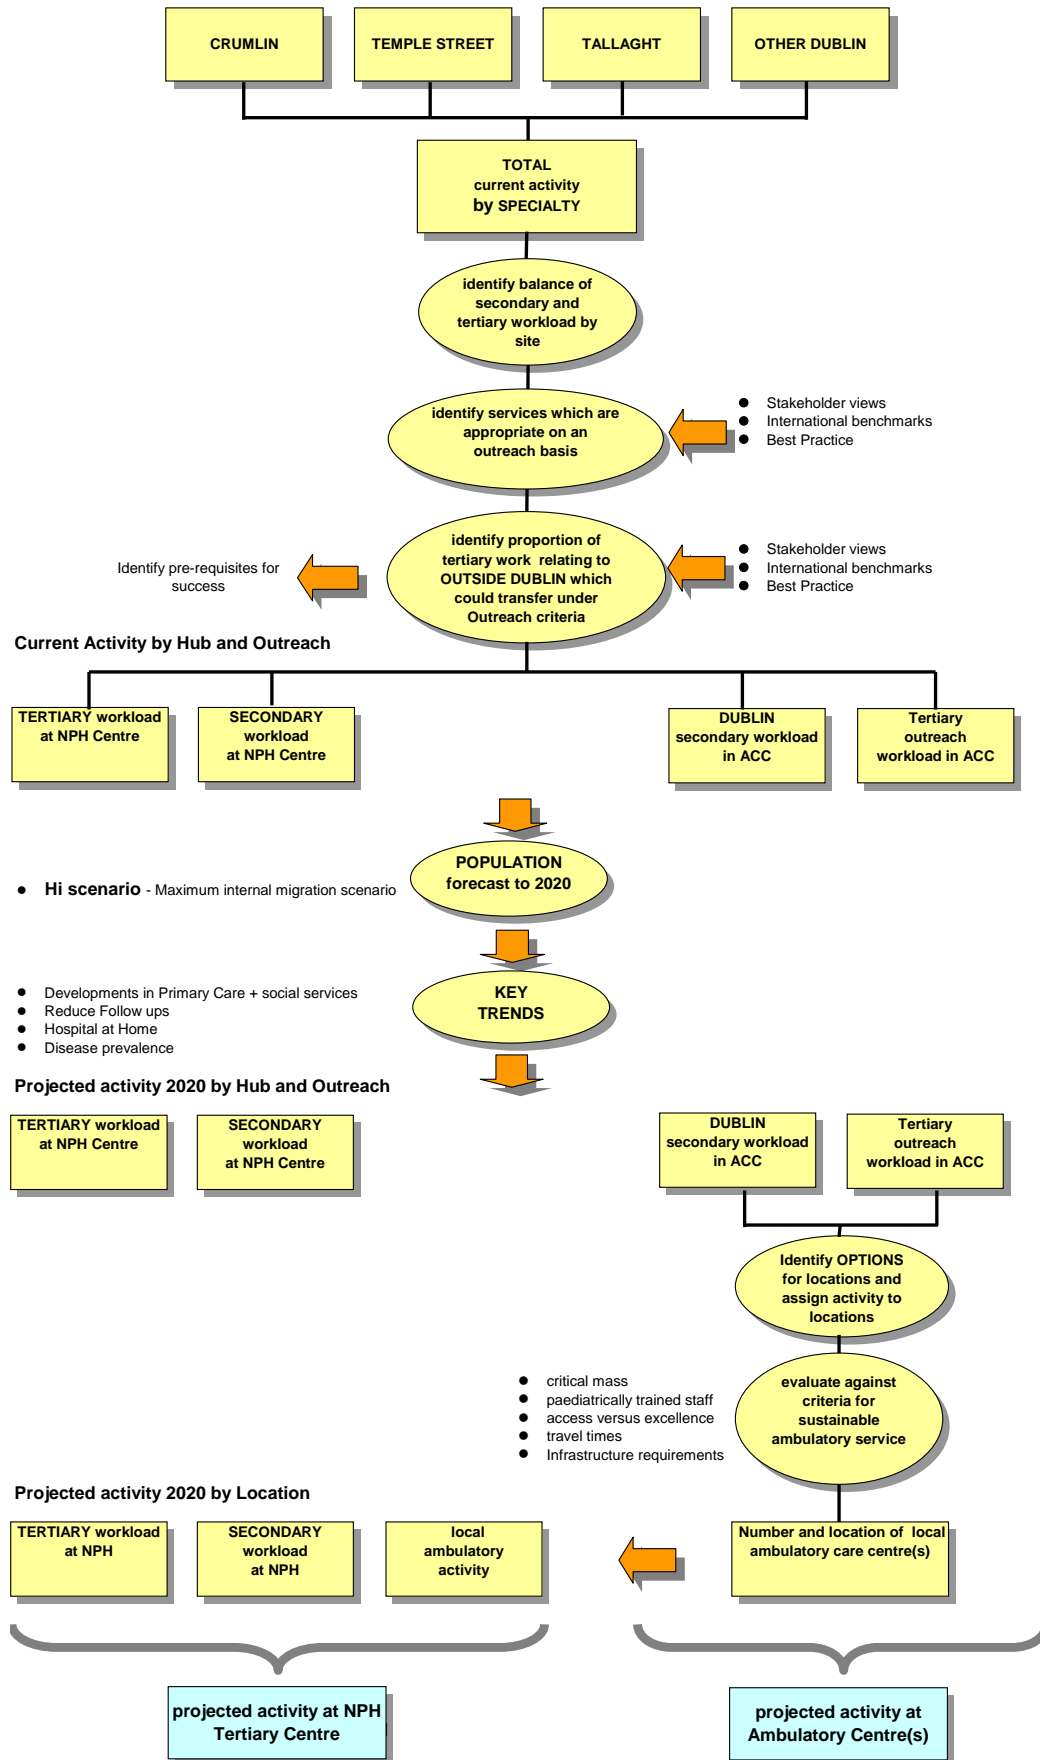 CRUMLIN
TEMPLE STREET
TALLAGHT
OTHER DUBLIN
TOTAL
current activity
by SPECIALTY
identify balance of
secondary and
tertiary workload by
site
identify services which are
appropriate on an
outreach basis
● Stakeholder views
● International benchmarks
● Best Practice
identify proportion of
tertiary work relating to
OUTSIDE DUBLIN which
could transfer under
Outreach criteria
● Stakeholder views
● International benchmarks
● Best Practice
Identify pre-requisites for
success
Current Activity by Hub and Outreach
TERTIARY workload
at NPH Centre
SECONDARY
workload
at NPH Centre
DUBLIN
secondary workload
in ACC
Tertiary
outreach
workload in ACC
POPULATION
forecast to 2020
● Hi scenario - Maximum internal migration scenario
KEY
TRENDS
● Developments in Primary Care + social services
● Reduce Follow ups
● Hospital at Home
● Disease prevalence
Projected activity 2020 by Hub and Outreach
TERTIARY workload
at NPH Centre
SECONDARY
workload
at NPH Centre
DUBLIN
secondary workload
in ACC
Tertiary
outreach
workload in ACC
Identify OPTIONS
for locations and
assign activity to
locations
● critical mass
● paediatrically trained staff
● access versus excellence
● travel times
● Infrastructure requirements
evaluate against
criteria for
sustainable
ambulatory service
Projected activity 2020 by Location
TERTIARY workload
at NPH
SECONDARY
workload
at NPH
local
ambulatory
activity
Number and location of local
ambulatory care centre(s)
projected activity at NPH
Tertiary Centre
projected activity at
Ambulatory Centre(s)